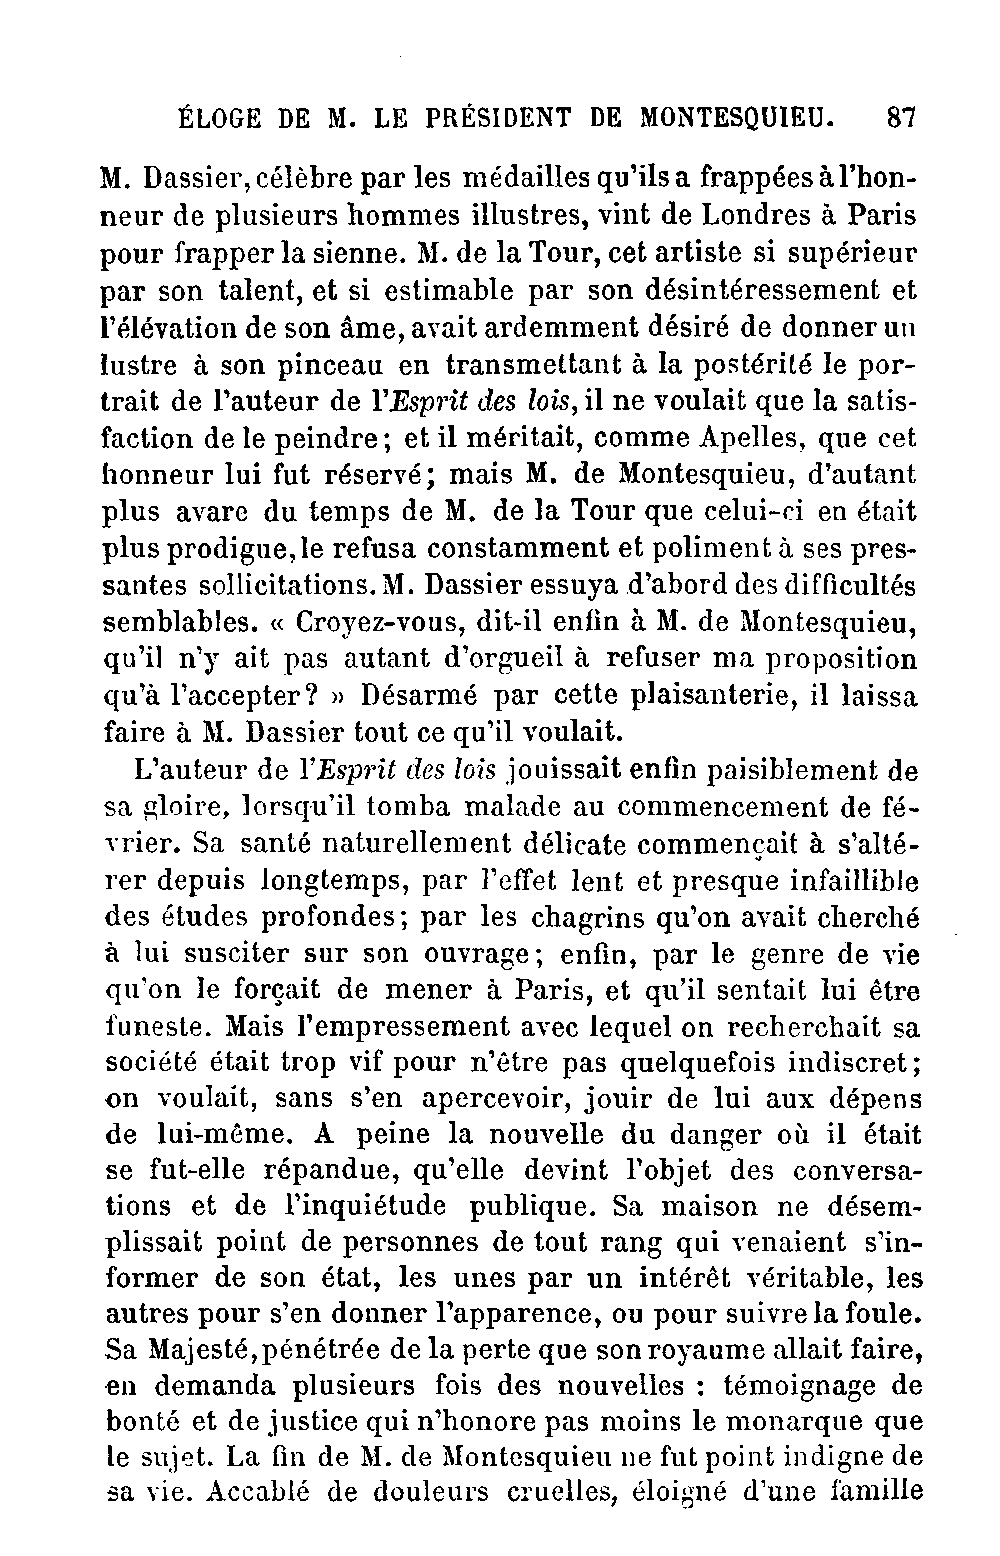 ÉLOGE DE M. LE PRÉSIDENT DE MONTESQUIEU. 87
M. Dassier, célèbre par les médailles qu'ils a frappées à l'hon-
neur de plusieurs hommes illustres, vint de Londres à Paris
pour frapper la sienne. M. de la Tour, cet artiste si supérieur
par son talent, et si estimable par son désintéressement et
l'élévation de son âme, avait ardemment désiré de donner un
lustre à son pinceau en transmettant à la postérité le por-
trait de l'auteur de l'Esprit des lois, il ne voulait que la satis-
faction de le peindre; et il méritait, comme Apelles, que cet
honneur lui fut réservé; mais M. de Montesquieu, d'autant
plus avare du temps de M. de la Tour que celui-ci en était
plus prodigue, le refusa constamment et poliment à ses pres-
santes sollicitations. M. Dassier essuya d'abord des difficultés
semblables. « Croyez-vous, dit-il enfin à M. de Montesquieu,
qu'il n'y ait pas autant d'orgueil à refuser ma proposition
qu'à l'accepter? » Désarmé par cette plaisanterie, il laissa
faire à M. Dassier tout ce qu'il voulait.
L'auteur de l'Esprit des lois jouissait enfin paisiblement de
sa gloire, lorsqu'il tomba malade au commencement de fé-
vrier. Sa santé naturellement délicate commençait à s'alté-
rer depuis longtemps, par l'effet lent et presque infaillible
des études profondes; par les chagrins qu'on avait cherché
à lui susciter sur son ouvrage; enfin, par le genre de vie
qu'on le forçait de mener à Paris, et qu'il sentait lui être
funeste. Mais l'empressement avec lequel on recherchait sa
société était trop vif pour n'être pas quelquefois indiscret;
on voulait, sans s'en apercevoir, jouir de lui aux dépens
de lui-même. A peine la nouvelle du danger où il était
se fut-elle répandue, qu'elle devint l'objet des conversa-
tions et de l'inquiétude publique. Sa maison ne désem-
plissait point de personnes de tout rang qui venaient s'in-
former de son état, les unes par un intérêt véritable, les
autres pour s'en donner l'apparence, ou pour suivre la foule.
Sa Majesté, pénétrée de la perte que son royaume allait faire,
en demanda plusieurs fois des nouvelles : témoignage de
bonté et de justice qui n'honore pas moins le monarque que
le sujet. La fin de M. de Montesquieu ne fut point indigne de
sa vie. Accablé de douleurs cruelles, éloigné d'une famille